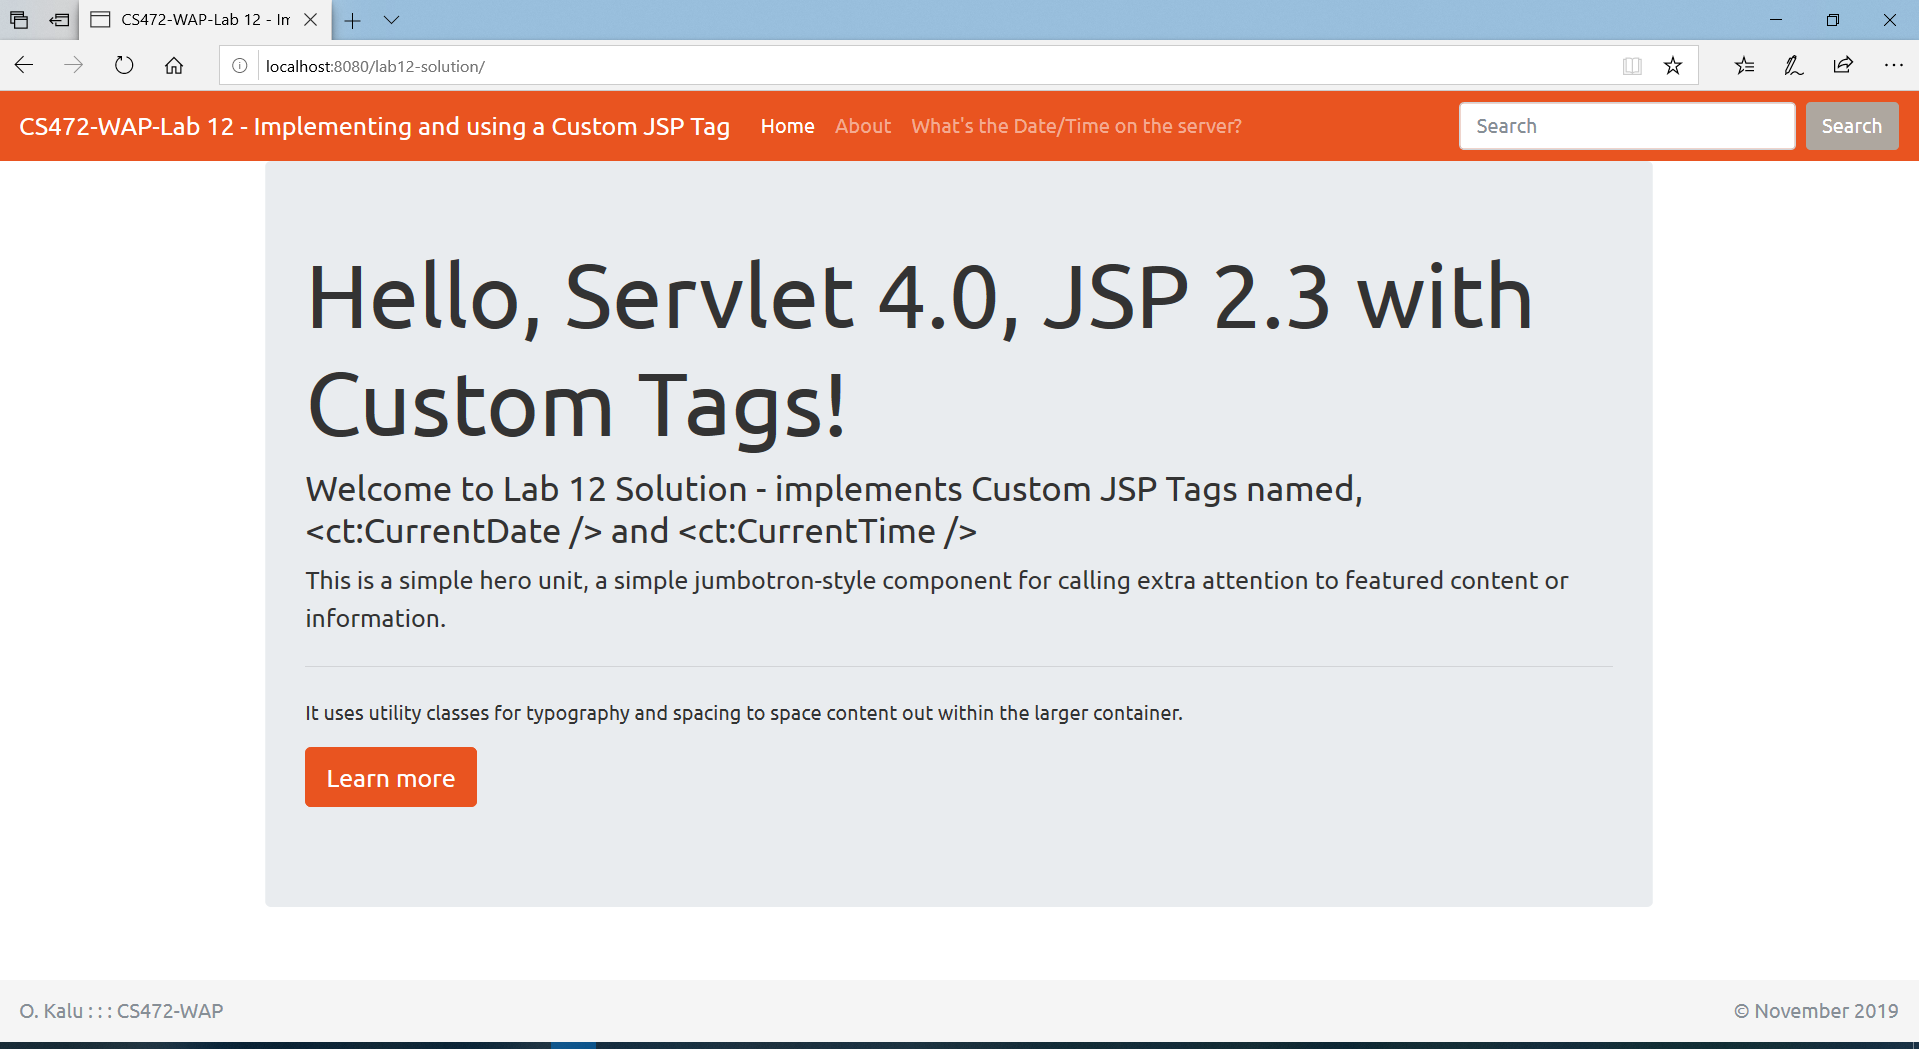 CS472-WAP-Lab 12 - Im
localhost:8080/lab12-solution/
CS472-WAP-Lab 12 - Implementing and using a Custom JSP Tag Home About What's the Date/Time on the server? Search Search
Hello, Servlet 4.0, JSP 2.3 with
Custom Tags!
Welcome to Lab 12 Solution - implements Custom JSP Tags named,
<ct:CurrentDate /> and <ct:CurrentTime />
This is a simple hero unit, a simple jumbotron-style component for calling extra attention to featured content or
information.
It uses utility classes for typography and spacing to space content out within the larger container.
Learn more
O. Kalu : : : CS472-WAP © November 2019